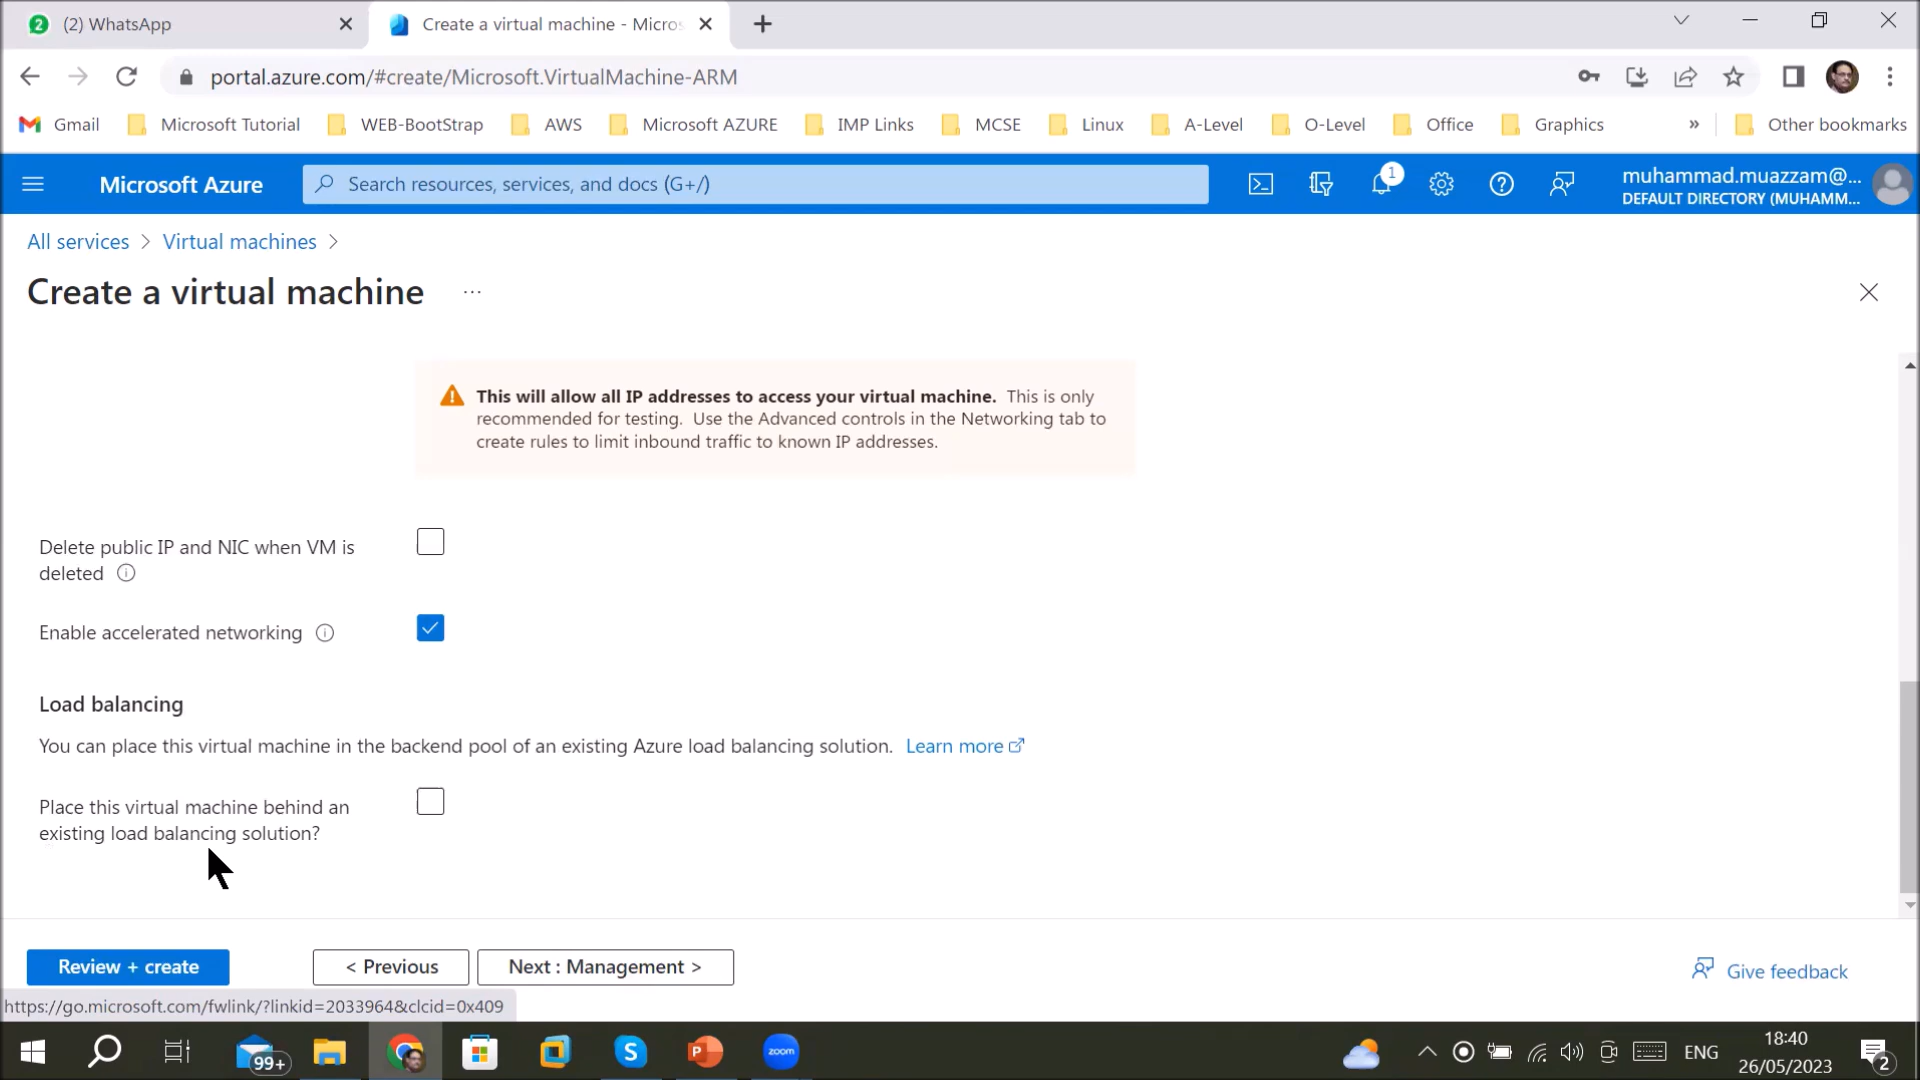 2
(2) WhatsApp
Create a virtual machine - Micros
portal.azure.com/#create/Microsoft.VirtualMachine-ARM
Gmail
Microsoft Tutorial
WEB-BootStrap
AWS
Microsoft AZURE
IMP Links
MCSE
Linux
A-Level
O-Level
Office
Graphics
»
Other bookmarks
Microsoft Azure
Search resources, services, and docs (G+/)
1
muhammad.muazzam@...
DEFAULT DIRECTORY (MUHAMM...
All services > Virtual machines >
Create a virtual machine ...
This will allow all IP addresses to access your virtual machine. This is only
recommended for testing. Use the Advanced controls in the Networking tab to
create rules to limit inbound traffic to known IP addresses.
Delete public IP and NIC when VM is
deleted
Enable accelerated networking
Load balancing
You can place this virtual machine in the backend pool of an existing Azure load balancing solution. Learn more
Place this virtual machine behind an
existing load balancing solution?
Review + create
< Previous
Next : Management >
Give feedback
https://go.microsoft.com/fwlink/?linkid=2033964&clcid=0x409
99+
S
P
zoom
ENG
18:40
26/05/2023
2